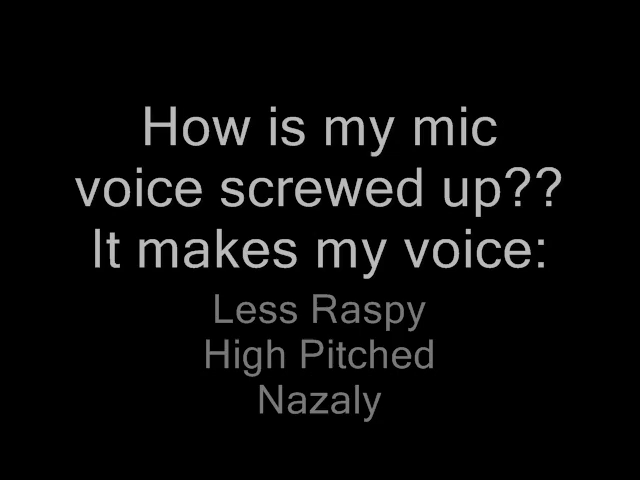 How is my mic
voice screwed up??
It makes my voice:
Less Raspy
High Pitched
Nazaly